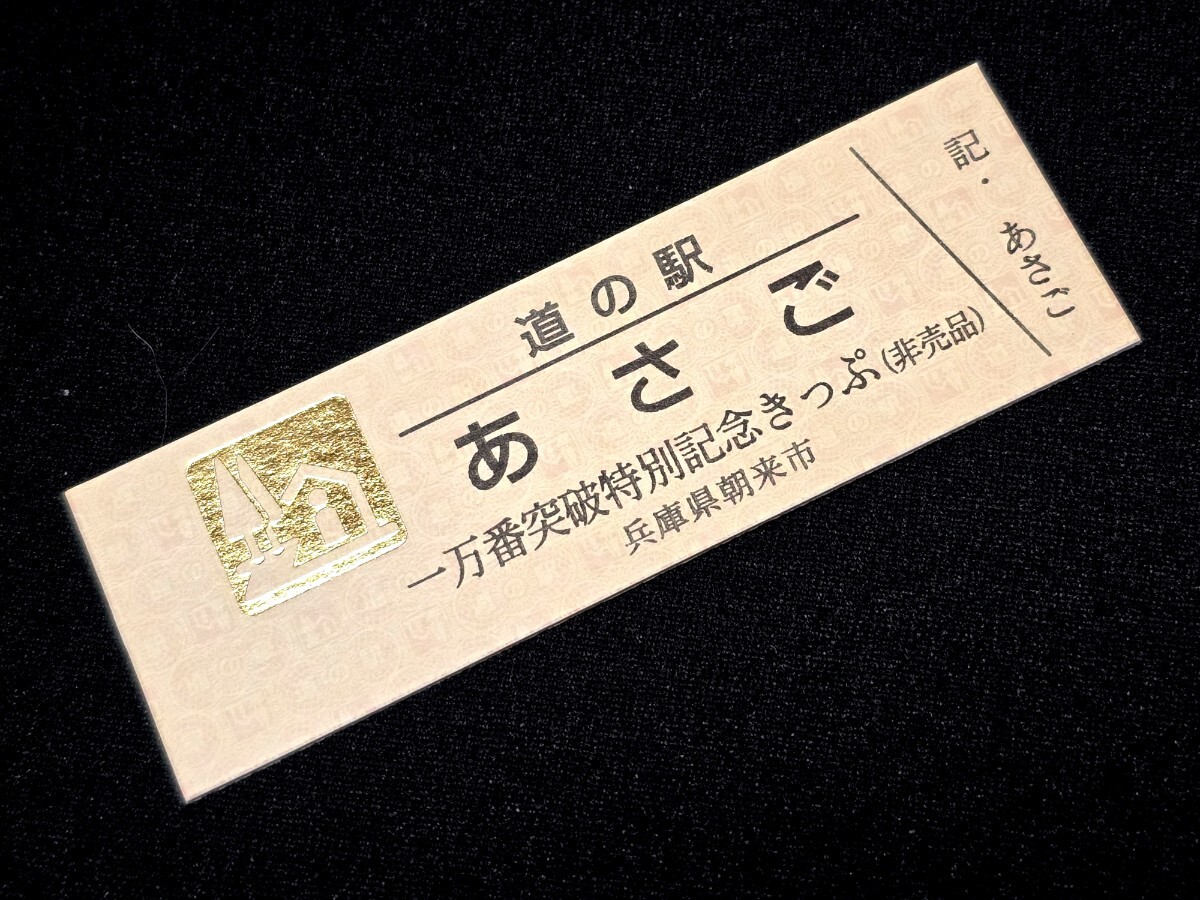 道の駅
あさご
一万番突破特別記念きっぷ(非売品)
兵庫県朝来市
記・あさご